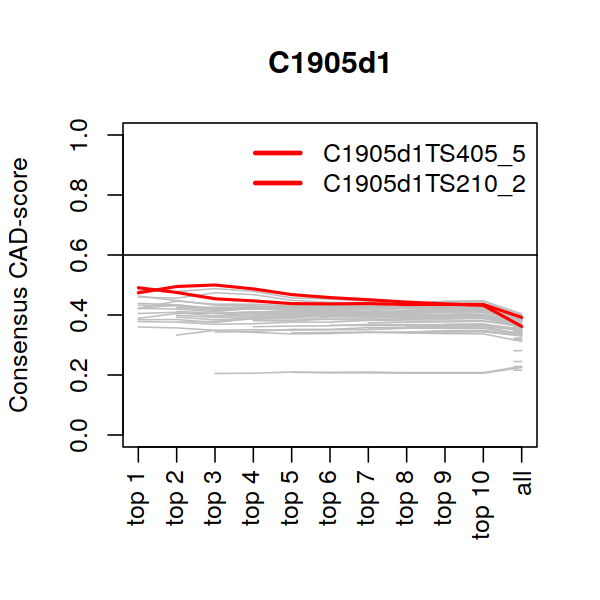 C1905d1
C1905d1TS405_5
C1905d1TS210_2
Consensus CAD-score
1.0
0.8
0.6
0.4
0.2
0.0
top 1
top 2
top 3
top 4
top 5
top 6
top 7
top 8
top 9
top 10
all